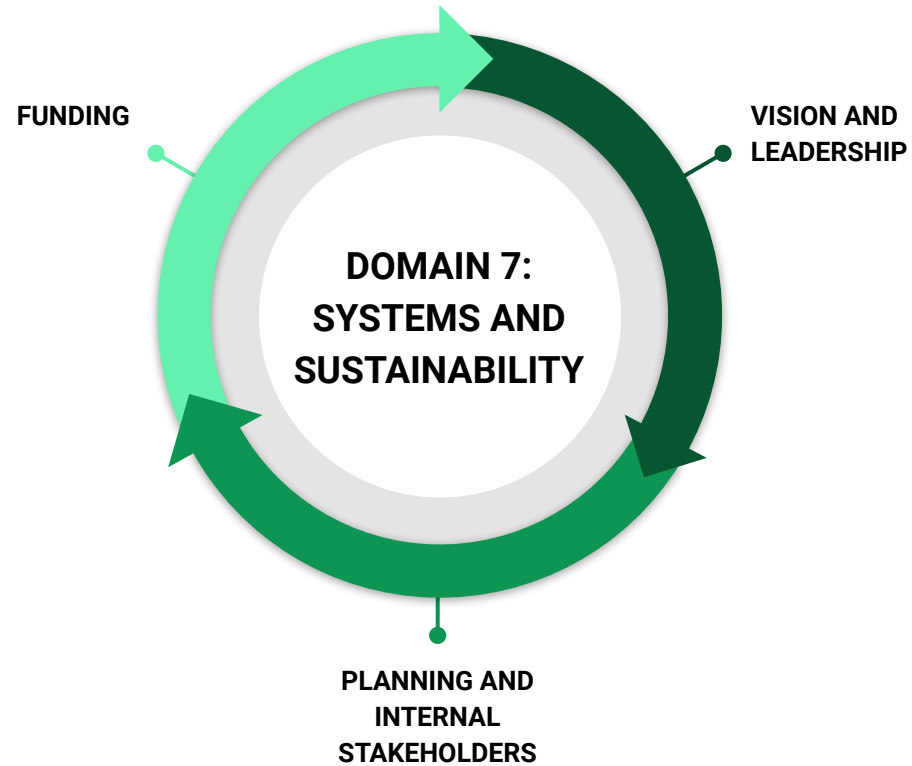 FUNDING
VISION AND
LEADERSHIP
DOMAIN 7:
SYSTEMS AND
SUSTAINABILITY
PLANNING AND
INTERNAL
STAKEHOLDERS